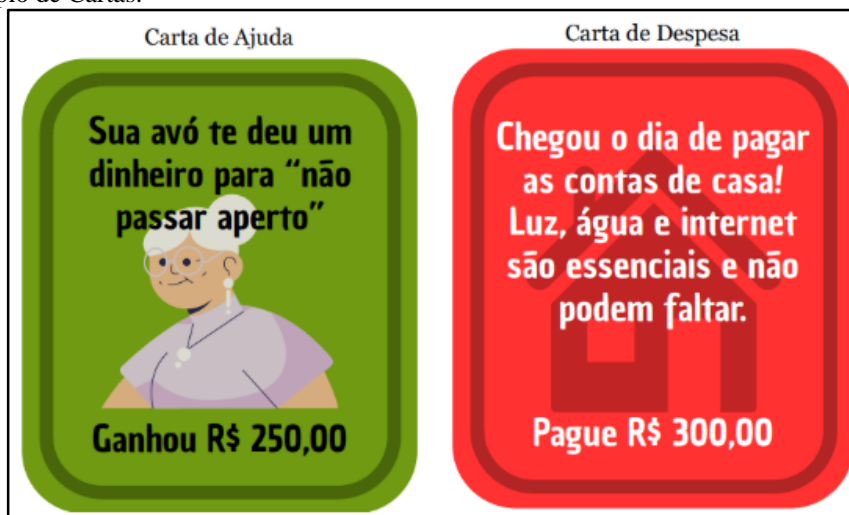 Carta de Ajuda
Sua avó te deu um
dinheiro para “não
passar aperto”
Ganhou R$ 250,00
Carta de Despesa
Chegou o dia de pagar
as contas de casa!
Luz, água e internet
são essenciais e não
podem faltar.
Pague R$ 300,00